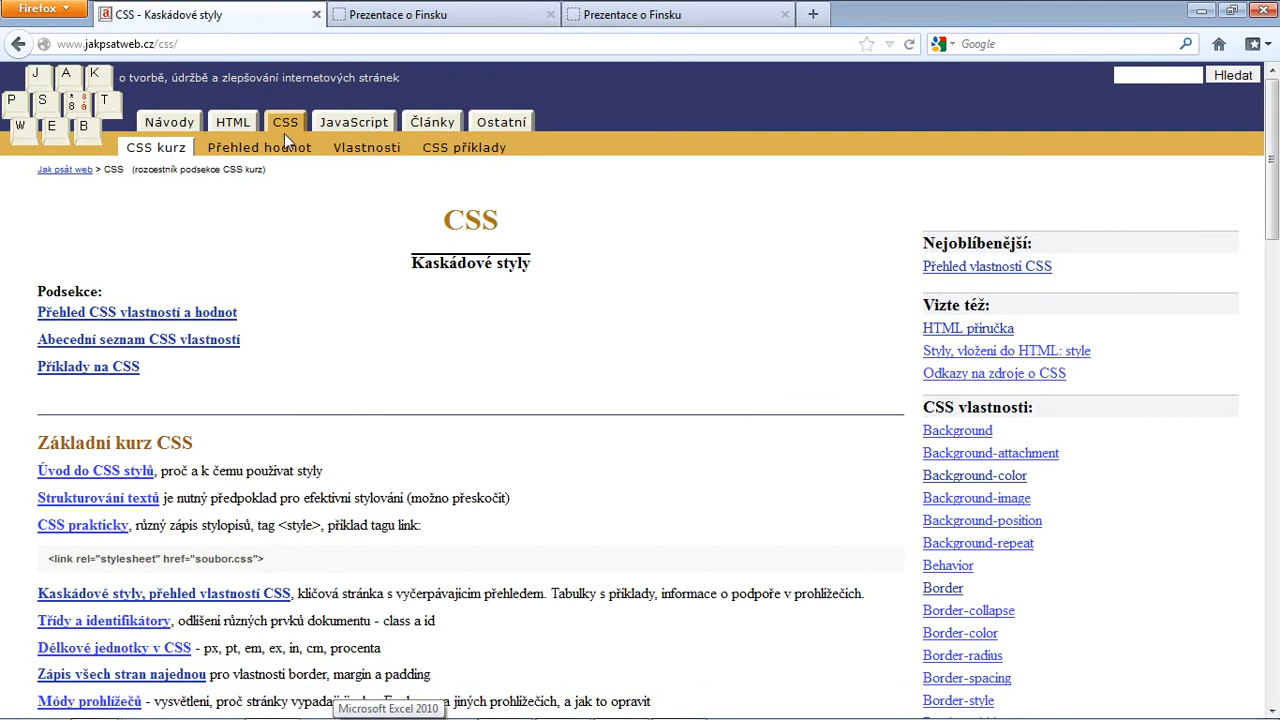 Firefox
CSS - Kaskádové styly
Prezentace o Finsku
Prezentace o Finsku
www.jakpsatweb.cz/css/
Google
J A K
P S 8 á T
W E B
o tvorbě, údržbě a zlepšování internetových stránek
Hledat
Návody
HTML
CSS
JavaScript
Články
Ostatní
CSS kurz
Přehled hodnot
Vlastnosti
CSS příklady
Jak psát web > CSS (rozcestník podsekce CSS kurz)
CSS
Kaskádové styly
Podsekce:
Přehled CSS vlastností a hodnot
Abecední seznam CSS vlastností
Příklady na CSS
Základní kurz CSS
Úvod do CSS stylů, proč a k čemu používat styly
Strukturování textů je nutný předpoklad pro efektivní stylování (možno přeskočit)
CSS prakticky, různý zápis stylopisů, tag <style>, příklad tagu link:
<link rel="stylesheet" href="soubor.css">
Kaskádové styly, přehled vlastností CSS, klíčová stránka s vyčerpávajícím přehledem. Tabulky s příklady, informace o podpoře v prohlížečích.
Třídy a identifikátory, odlišení různých prvků dokumentu - class a id
Délkové jednotky v CSS - px, pt, em, ex, in, cm, procenta
Zápis všech stran najednou pro vlastnosti border, margin a padding
Módy prohlížečů - vysvětlení, proč stránky vypadají a jiných prohlížečích, a jak to opravit
Microsoft Excel 2010
Nejoblíbenější:
Přehled vlastností CSS
Vizte též:
HTML příručka
Styly, vložení do HTML: style
Odkazy na zdroje o CSS
CSS vlastnosti:
Background
Background-attachment
Background-color
Background-image
Background-position
Background-repeat
Behavior
Border
Border-collapse
Border-color
Border-radius
Border-spacing
Border-style